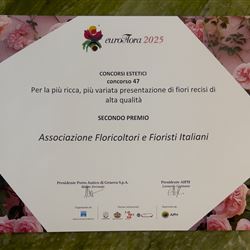 euroflora 2025
CONCORSI ESTETICI
concorso 47
Per la più ricca, più variata presentazione di fiori recisi di
alta qualità
SECONDO PREMIO
Associazione Floricoltori e Fioristi Italiani
Presidente Porto Antico di Genova S.p.A.
Presidente AFFI